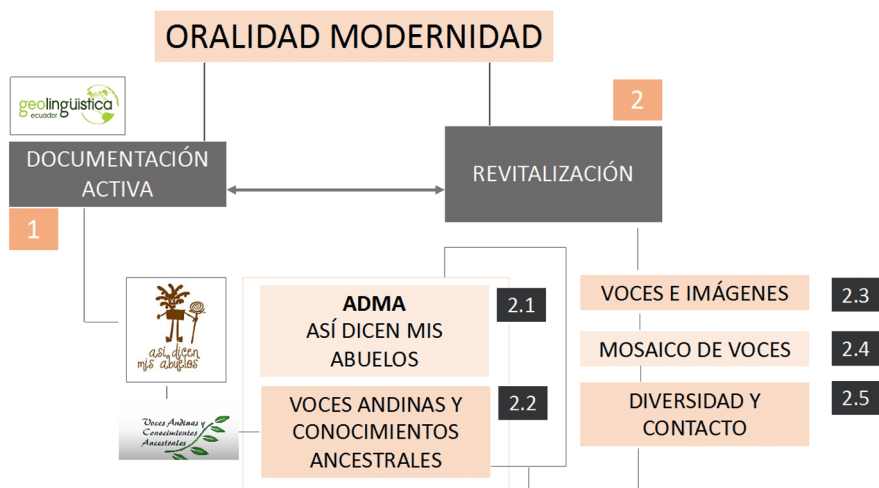 ORALIDAD MODERNIDAD
geolingüística
ecuador
2
DOCUMENTACIÓN
ACTIVA
REVITALIZACIÓN
1
así dicen
mis abuelos
ADMA
ASÍ DICEN MIS
ABUELOS
2.1
VOCES E IMÁGENES
2.3
MOSAICO DE VOCES
2.4
Voces Andinas y
Conocimientos
Ancestrales
VOCES ANDINAS Y
CONOCIMIENTOS
ANCESTRALES
2.2
DIVERSIDAD Y
CONTACTO
2.5